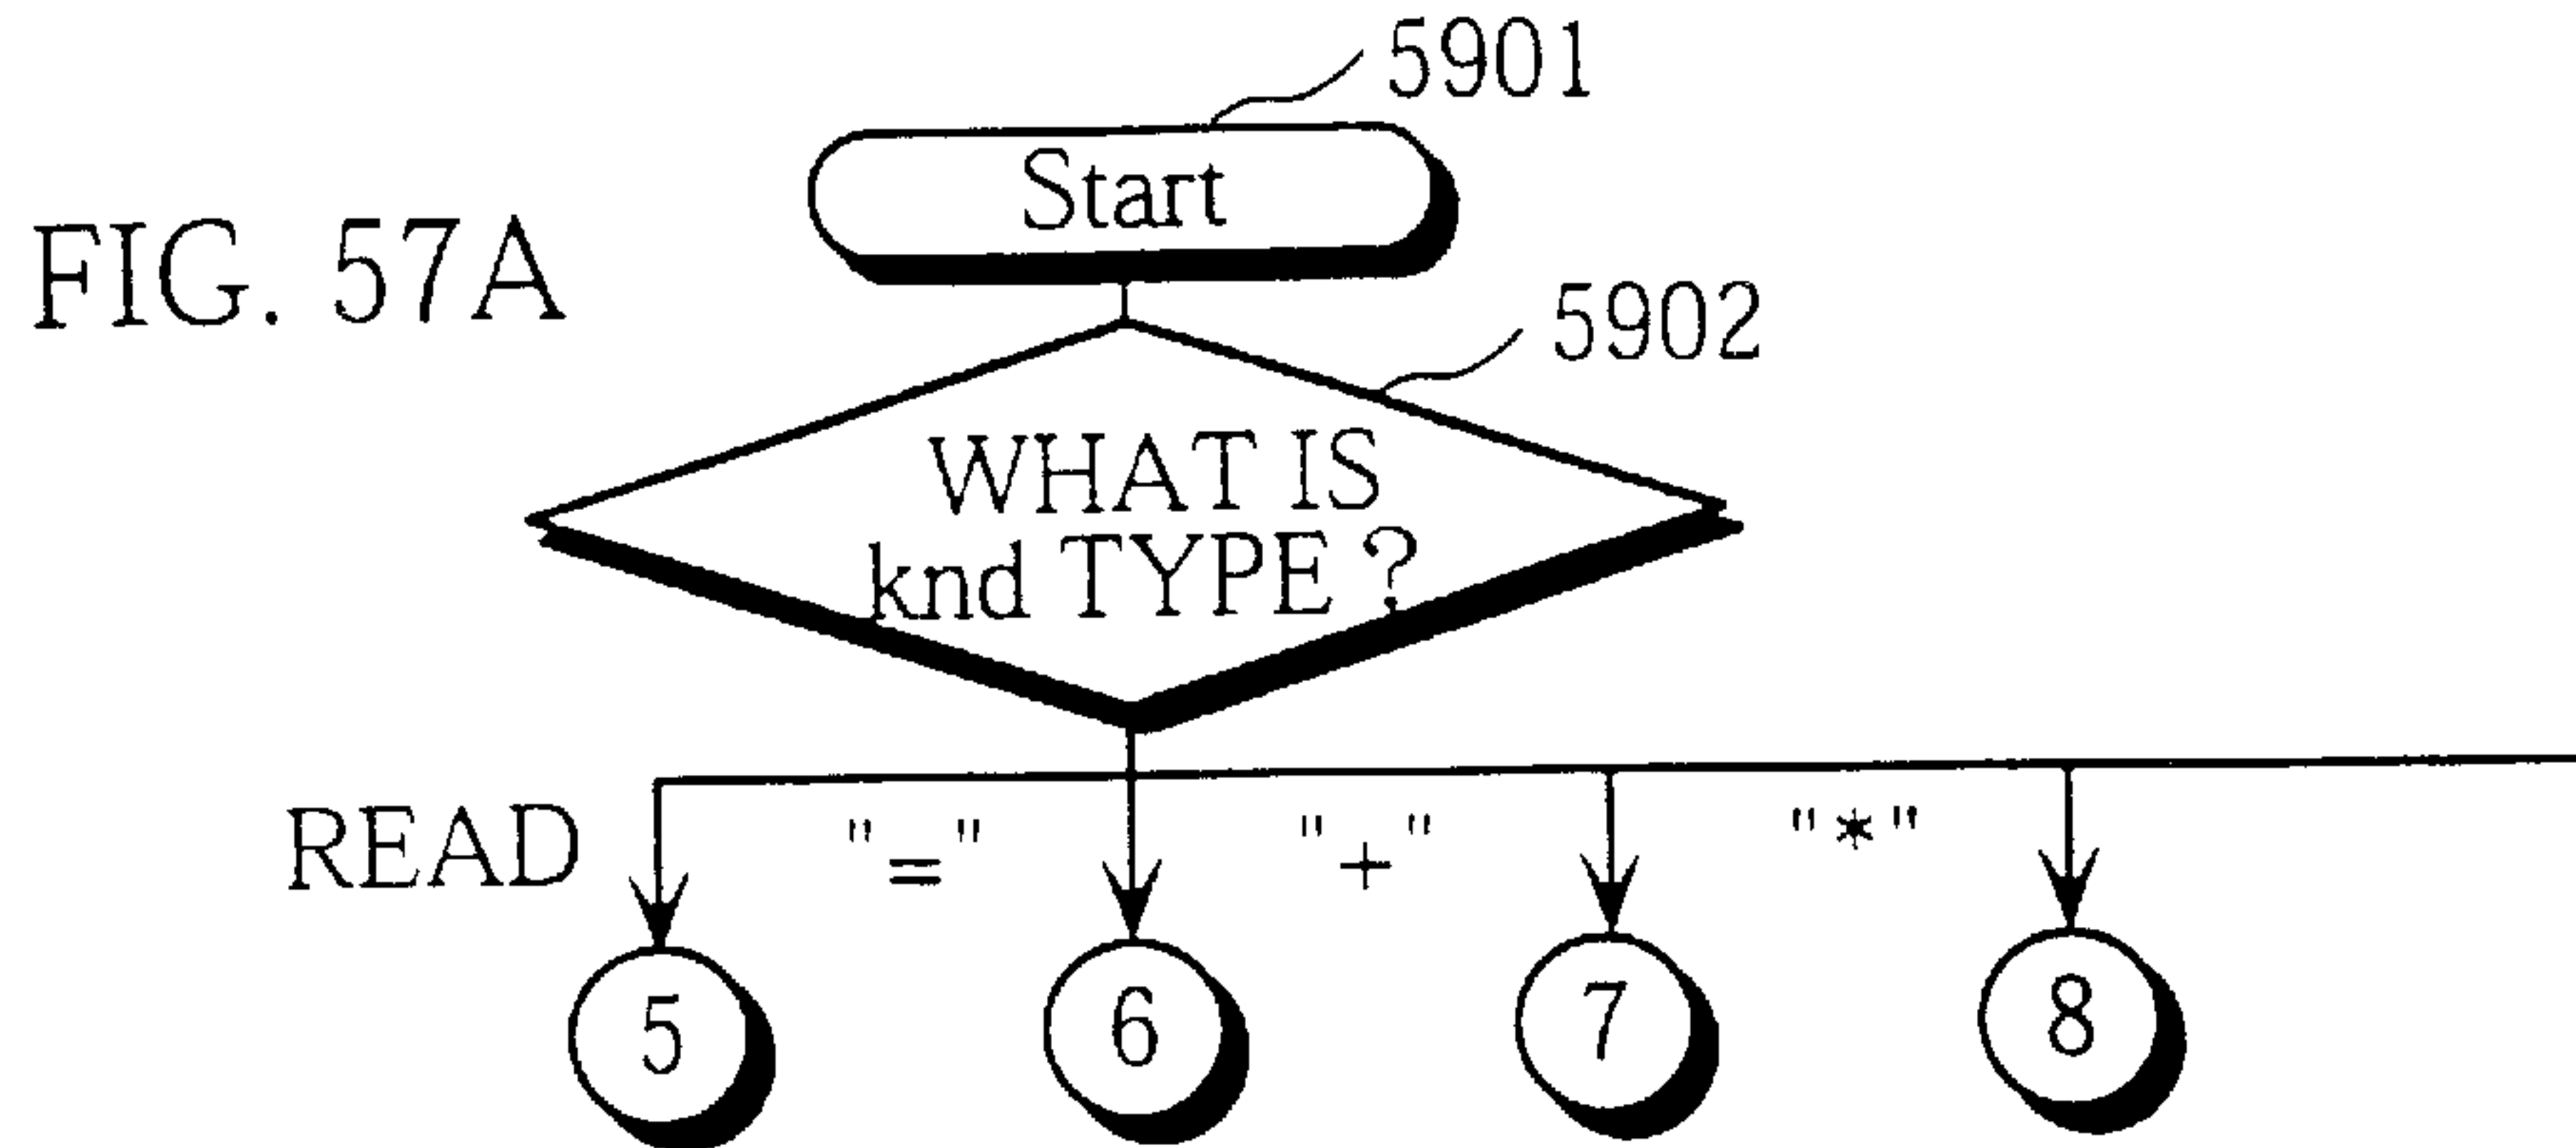 5901
Start
FIG. 57A
5902
WHAT IS
knd TYPE ?
READ "=" "+" "*"
5 6 7 8